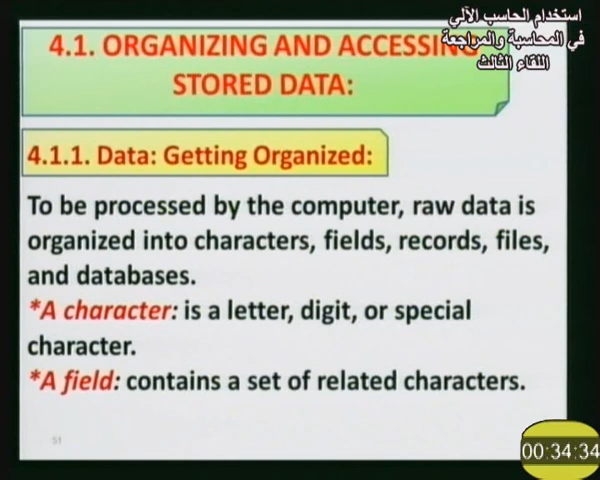 استخدام الحاسب الآلي
في المحاسبة والمراجعة
اللقاء الثالث
4.1. ORGANIZING AND ACCESSING
STORED DATA:
4.1.1. Data: Getting Organized:
To be processed by the computer, raw data is
organized into characters, fields, records, files,
and databases.
*A character: is a letter, digit, or special
character.
*A field: contains a set of related characters.
51
00:34:34